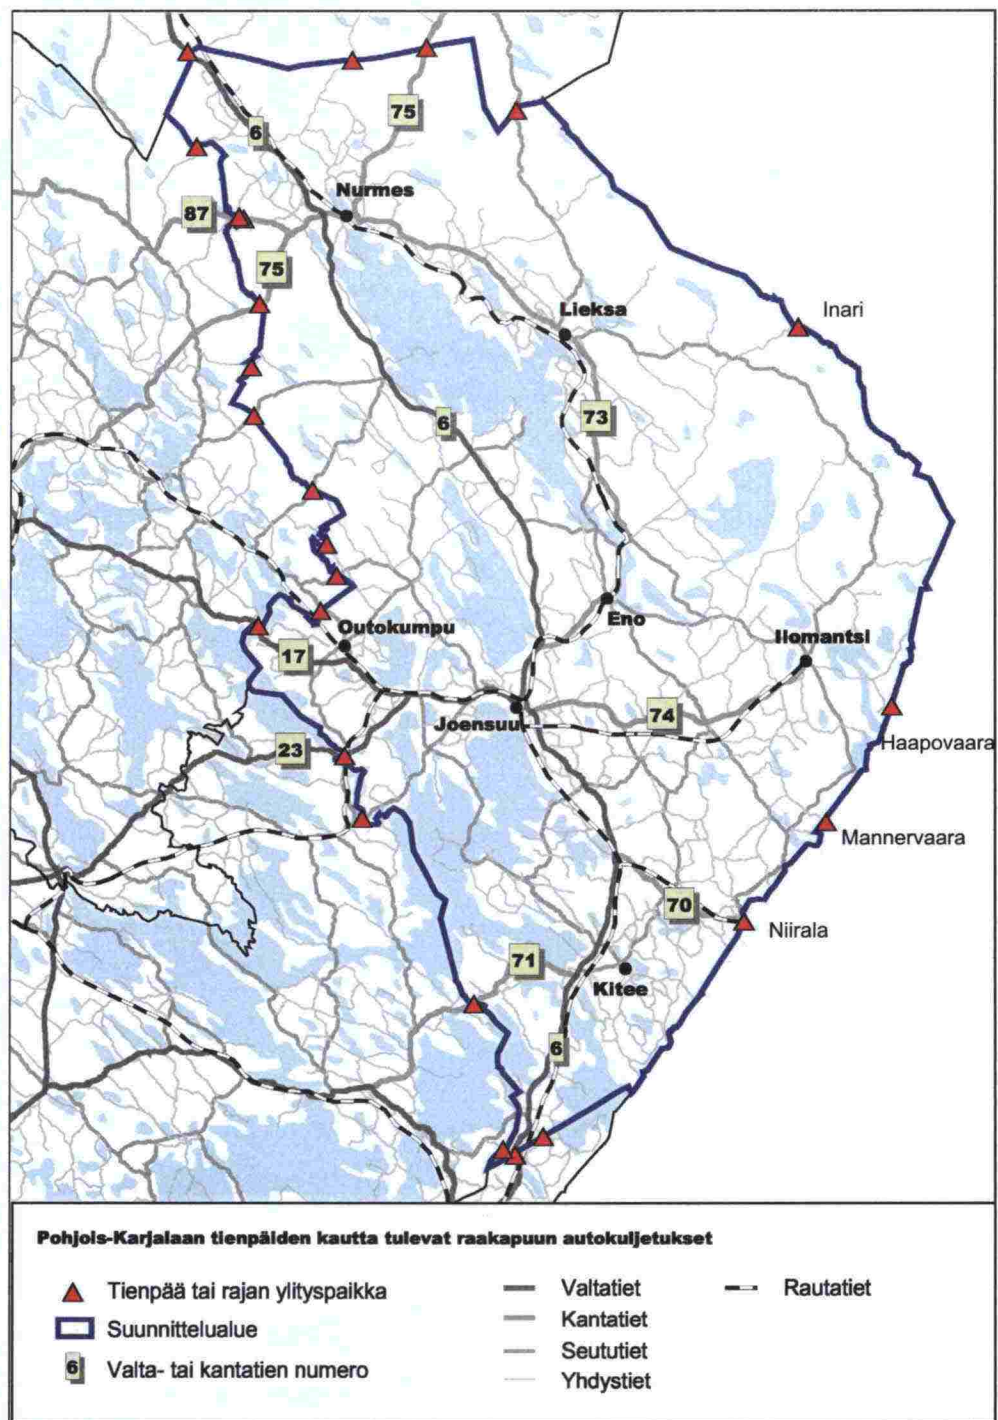 75
6
Nurmes
87
75
Lieksa
Inari
73
6
Eno
Outokumpu
Ilomantsi
17
Joensuu
74
23
Haapovaara
Mannervaara
70
Niirala
71
Kitee
6
Pohjois-Karjalaan tienpäiden kautta tulevat raakapuun autokuljetukset
Tienpää tai rajan ylityspaikka
Suunnittelualue
6 Valta- tai kantatien numero
Valtatiet
Kantatiet
Seututiet
Yhdystiet
Rautatiet